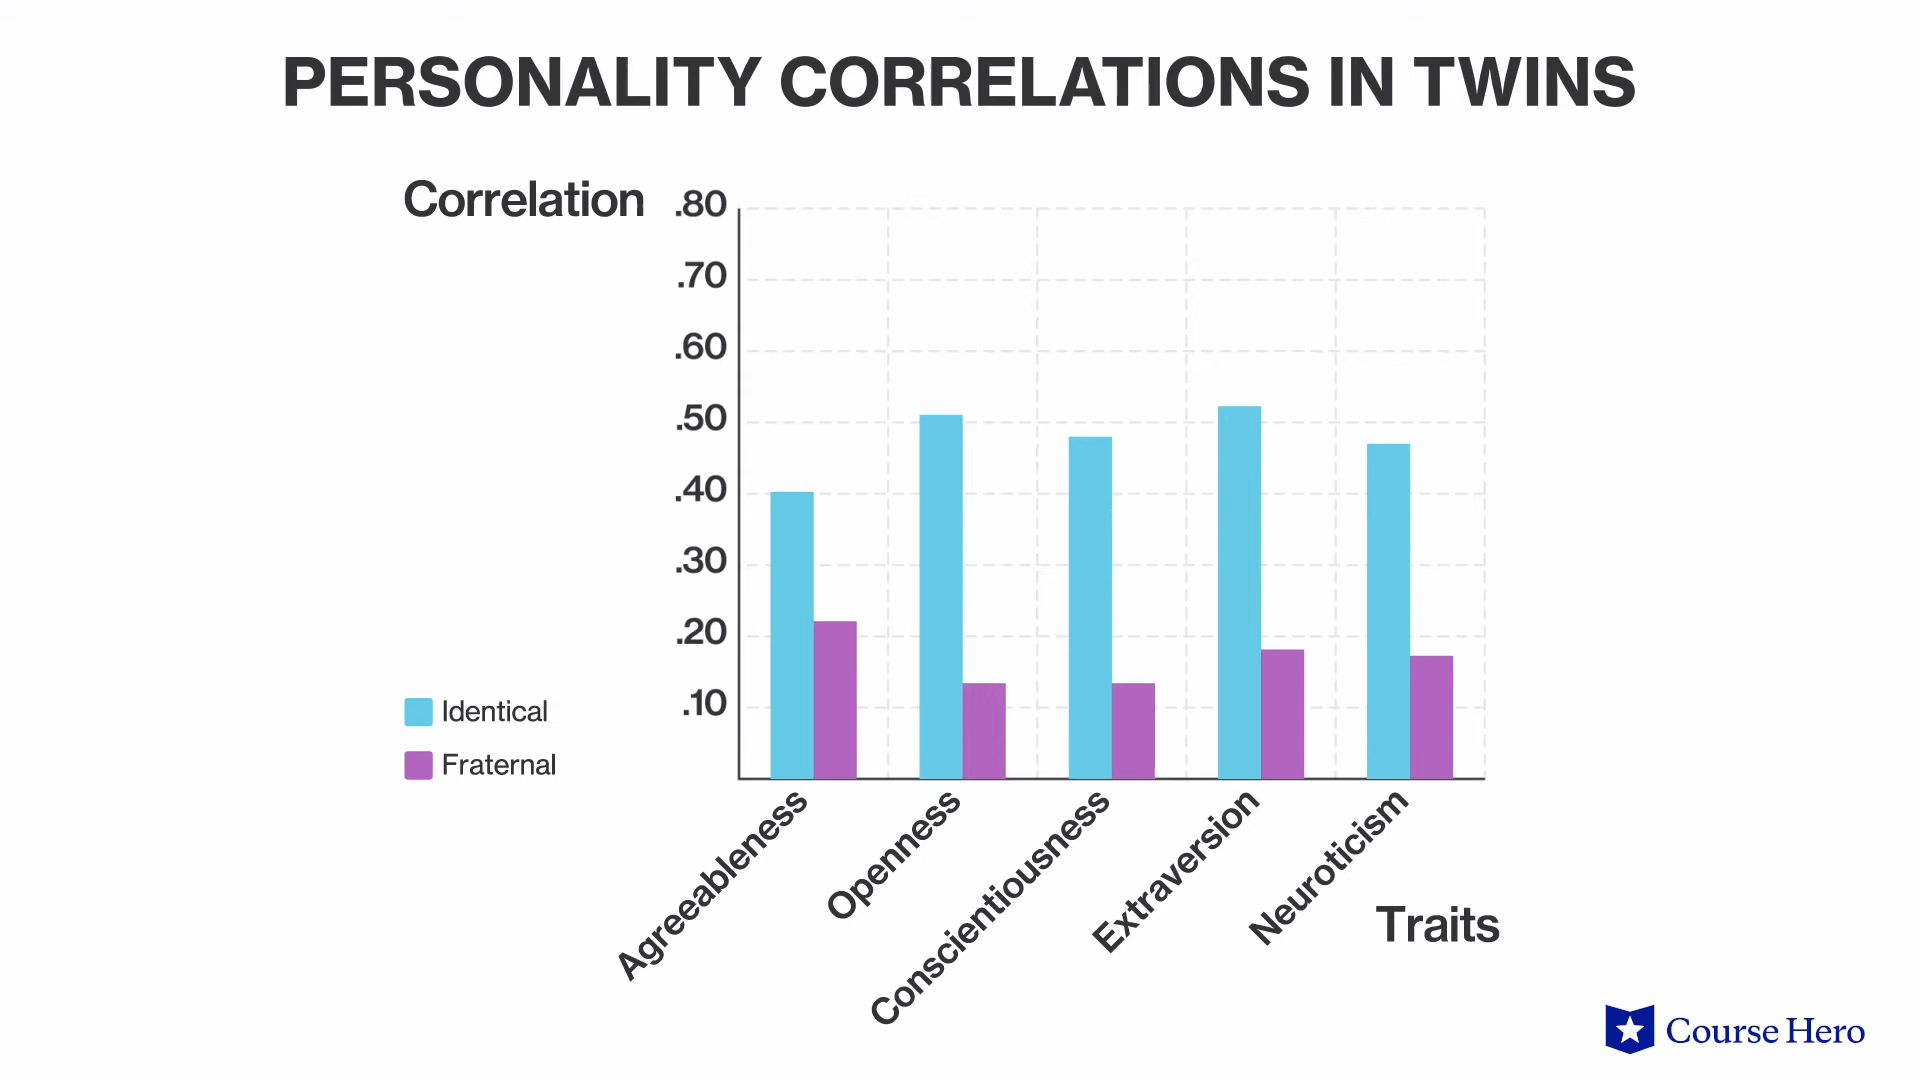 PERSONALITY CORRELATIONS IN TWINS
Correlation
.80
.70
.60
.50
.40
.30
.20
.10
Identical
Fraternal
Agreeableness
Openness
Conscientiousness
Extraversion
Neuroticism
Traits
Course Hero